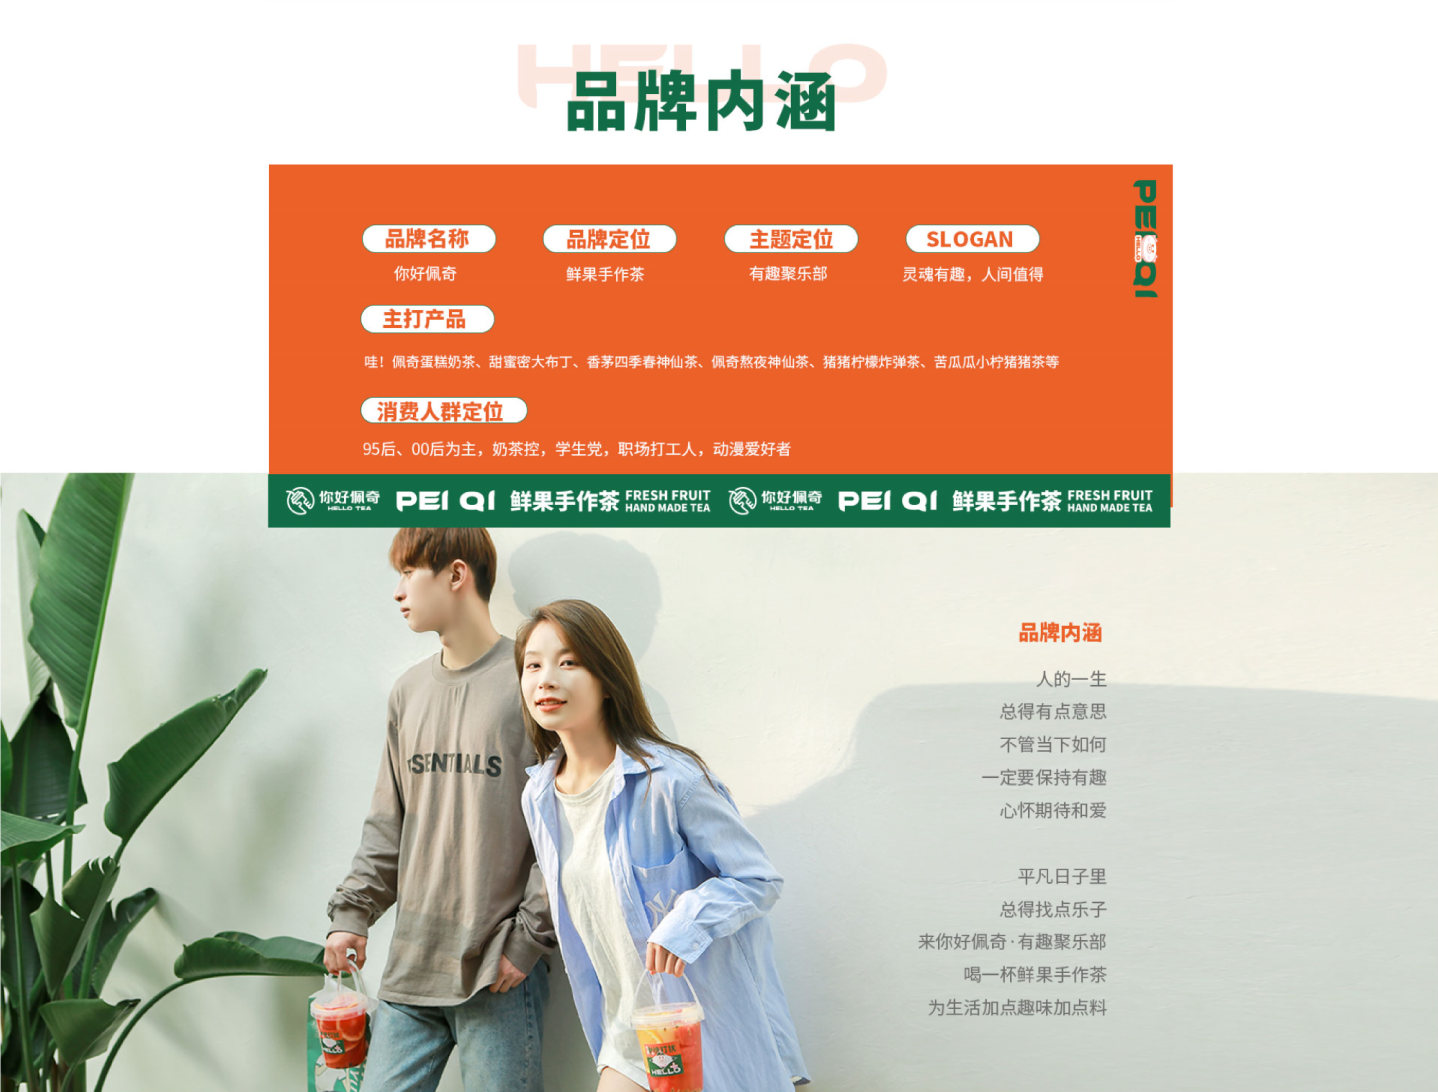 HELLO
品牌内涵
PEI QI
品牌名称
品牌定位
主题定位
SLOGAN
你好佩奇
鲜果手作茶
有趣聚乐部
灵魂有趣，人间值得
主打产品
哇！佩奇蛋糕奶茶、甜蜜密大布丁、香茅四季春神仙茶、佩奇熬夜神仙茶、猪猪柠檬炸弹茶、苦瓜瓜小柠猪猪茶等
消费人群定位
95后、00后为主，奶茶控，学生党，职场打工人，动漫爱好者
你好佩奇 HELLO TEA PEI QI 鲜果手作茶 FRESH FRUIT HAND MADE TEA 你好佩奇 HELLO TEA PEI QI 鲜果手作茶 FRESH FRUIT HAND MADE TEA
品牌内涵
人的一生
总得有点意思
不管当下如何
一定要保持有趣
心怀期待和爱
平凡日子里
总得找点乐子
来你好佩奇·有趣聚乐部
喝一杯鲜果手作茶
为生活加点趣味加点料
SENTIALS
NY
HELLO
HELLO